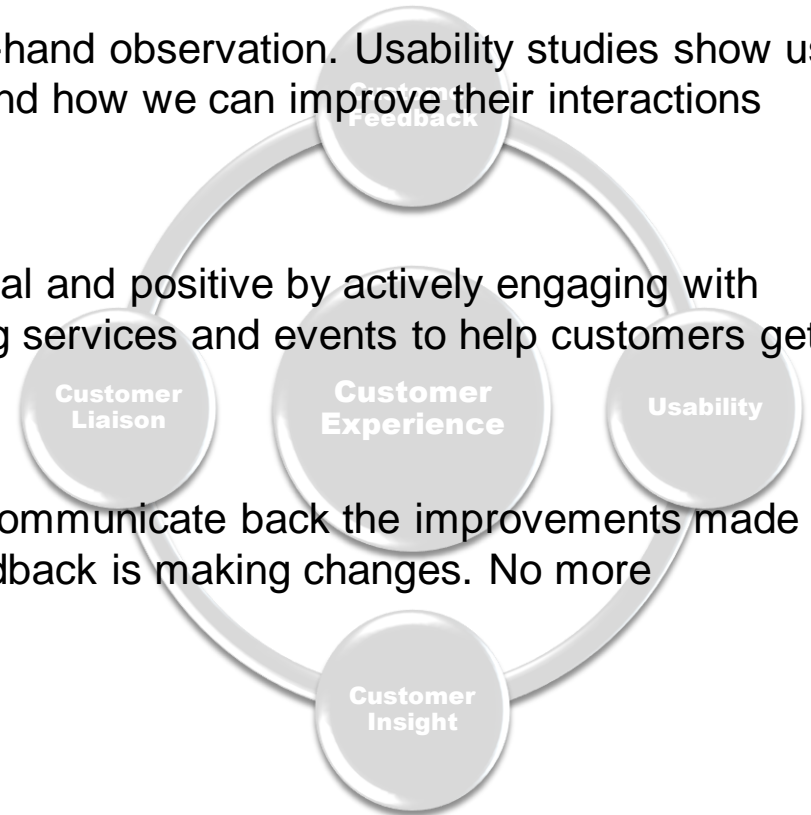 -hand observation. Usability studies show us
nd how we can improve their interactions
Customer
Feedback
al and positive by actively engaging with
g services and events to help customers get
Customer
Liaison
Customer
Experience
Usability
ommunicate back the improvements made
dback is making changes. No more
Customer
Insight